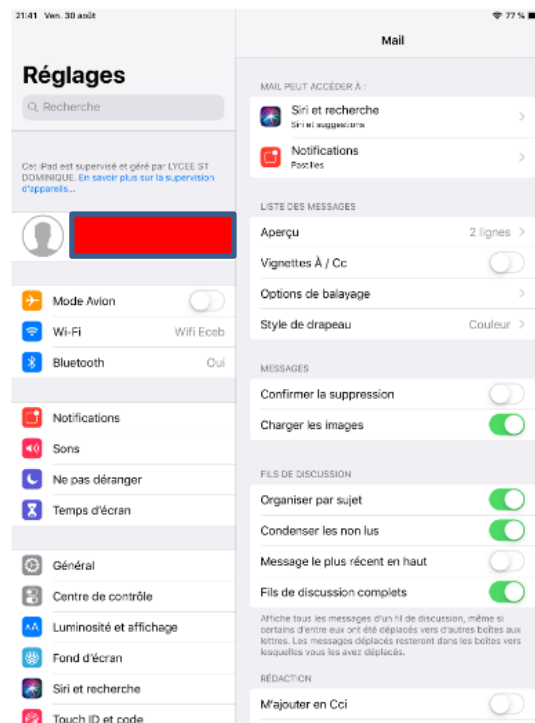 21:41 Ven. 30 août
77 %
Réglages
Recherche
Cet iPad est supervisé et géré par LYCEE ST
DOMINIQUE. En savoir plus sur la supervision
d'appareils...
Mode Avion
Wi-Fi Wifi Eceb
Bluetooth Oui
Notifications
Sons
Ne pas déranger
Temps d'écran
Général
Centre de contrôle
AA Luminosité et affichage
Fond d'écran
Siri et recherche
Touch ID et code
Mail
MAIL PEUT ACCÉDER À :
Siri et recherche
Siri et suggestions
Notifications
Pastilles
LISTE DES MESSAGES
Aperçu 2 lignes
Vignettes À / Cc
Options de balayage
Style de drapeau Couleur
MESSAGES
Confirmer la suppression
Charger les images
FILS DE DISCUSSION
Organiser par sujet
Condenser les non lus
Message le plus récent en haut
Fils de discussion complets
Affiche tous les messages d'un fil de discussion, même si
certains d'entre eux ont été déplacés vers d'autres boîtes aux
lettres. Les messages déplacés resteront dans les boîtes vers
lesquelles vous les avez déplacés.
RÉDACTION
M'ajouter en Cci